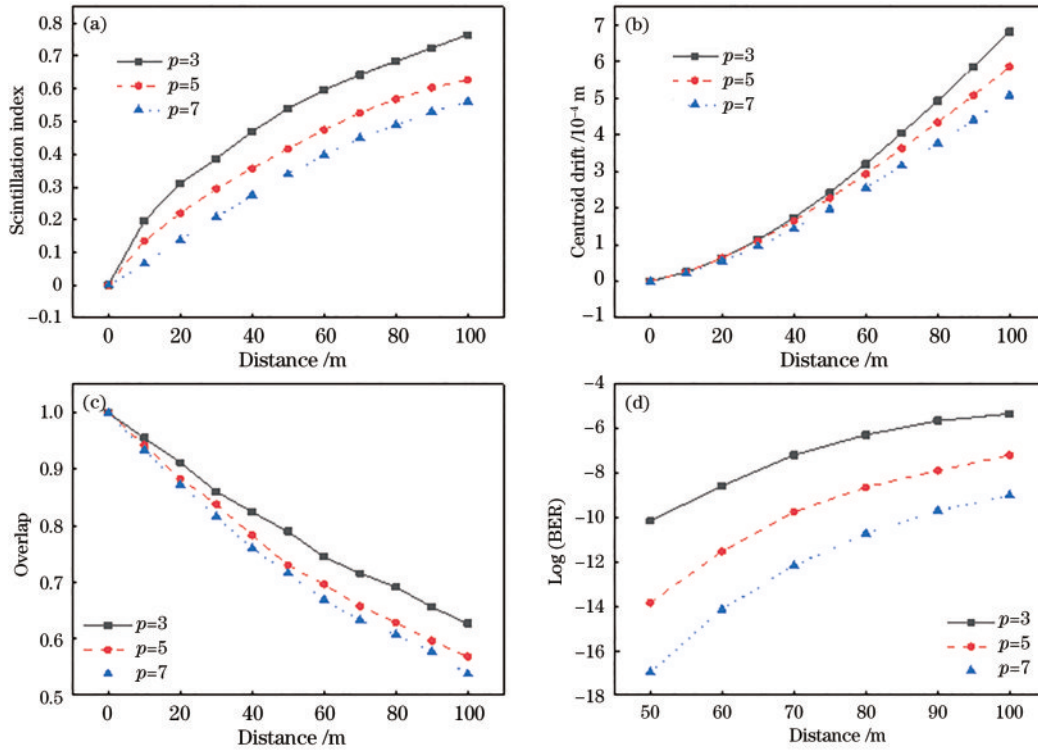 (a)
p=3
p=5
p=7
Scintillation index
0.8
0.7
0.6
0.5
0.4
0.3
0.2
0.1
0
−0.1
0 20 40 60 80 100
Distance /m
(b)
p=3
p=5
p=7
Centroid drift /10⁻⁴ m
7
6
5
4
3
2
1
0
−1
0 20 40 60 80 100
Distance /m
(c)
Overlap
1.0
0.9
0.8
0.7
0.6
0.5
p=3
p=5
p=7
0 20 40 60 80 100
Distance /m
(d)
Log (BER)
−4
−6
−8
−10
−12
−14
−16
−18
p=3
p=5
p=7
50 60 70 80 90 100
Distance /m